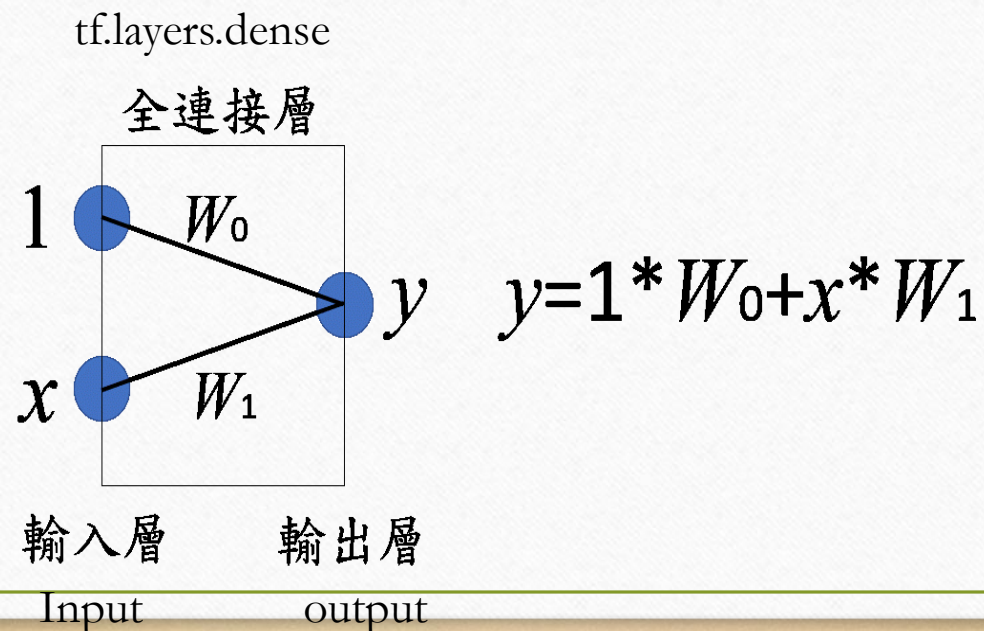 tf.layers.dense
全連接層
1
W0
y
y=1*W0+x*W1
x
W1
輸入層 輸出層
Input output